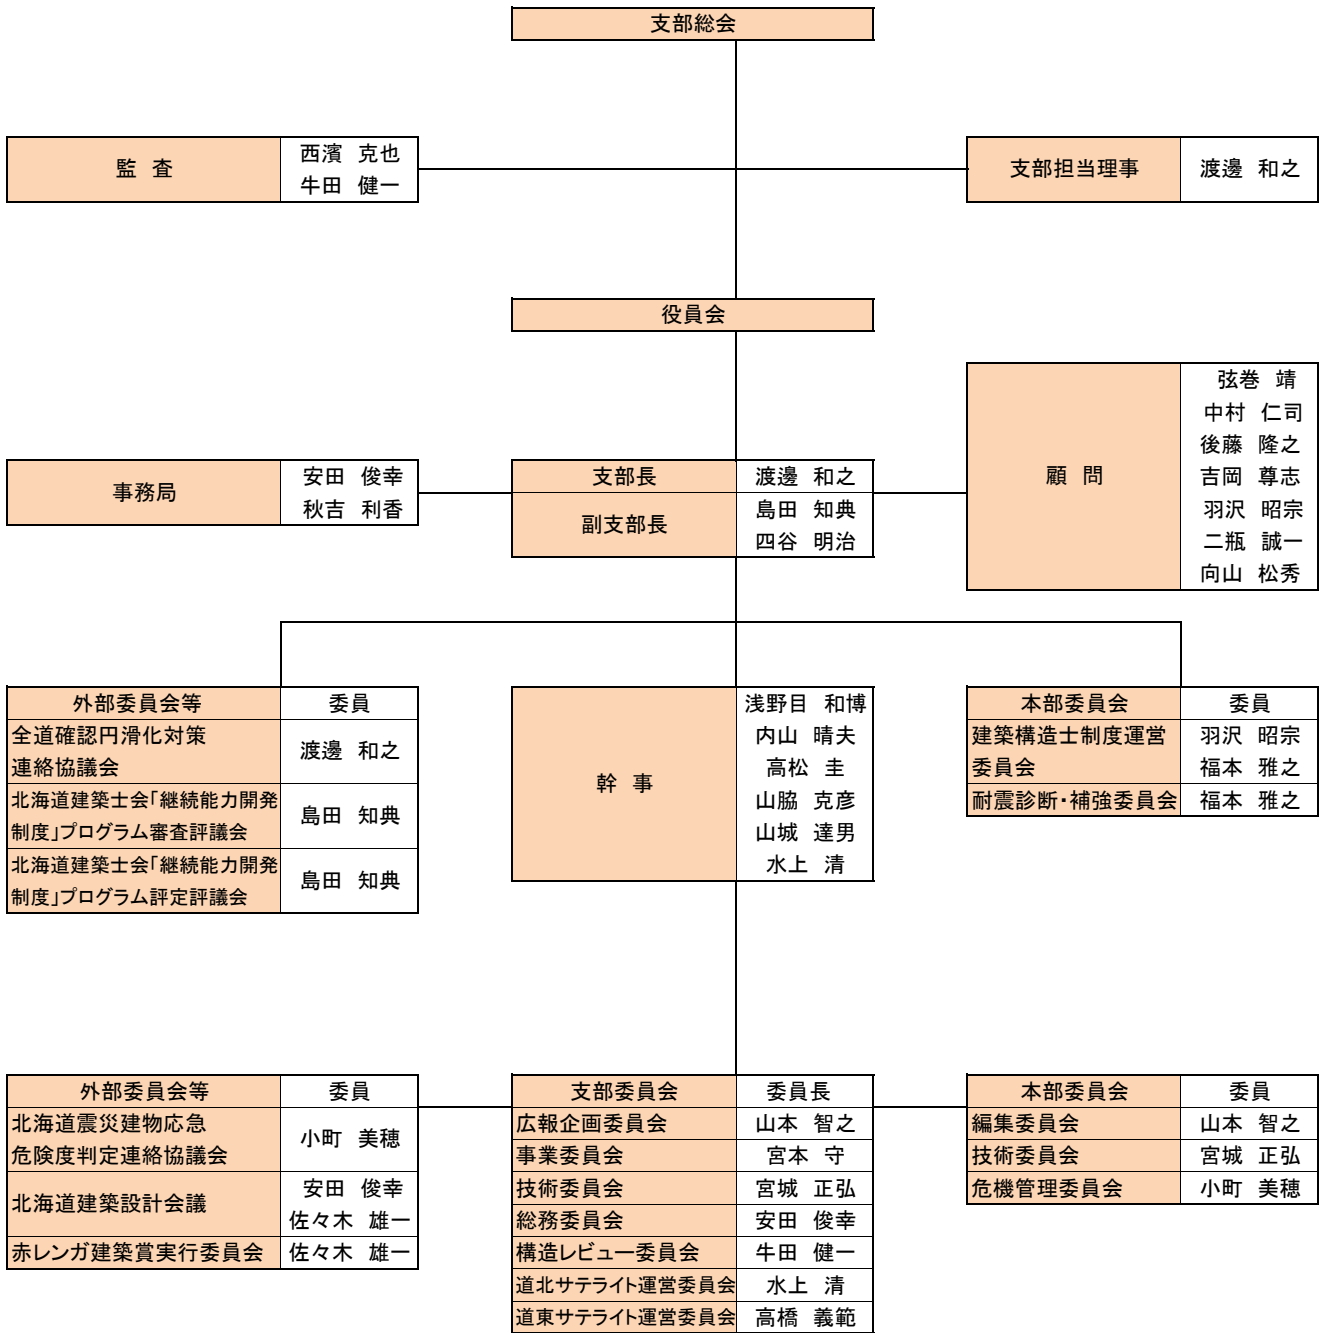 支部総会
監 査
西濱 克也
牛田 健一
支部担当理事
渡邊 和之
役員会
事務局
安田 俊幸
秋吉 利香
支部長
渡邊 和之
副支部長
島田 知典
四谷 明治
顧 問
弦巻 靖
中村 仁司
後藤 隆之
吉岡 尊志
羽沢 昭宗
二瓶 誠一
向山 松秀
外部委員会等
委員
全道確認円滑化対策
連絡協議会
渡邊 和之
北海道建築士会「継続能力開発
制度」プログラム審査評議会
島田 知典
北海道建築士会「継続能力開発
制度」プログラム評定評議会
島田 知典
幹 事
浅野目 和博
内山 晴夫
高松 圭
山脇 克彦
山城 達男
水上 清
本部委員会
委員
建築構造士制度運営
委員会
羽沢 昭宗
福本 雅之
耐震診断・補強委員会
福本 雅之
外部委員会等
委員
北海道震災建物応急
危険度判定連絡協議会
小町 美穂
北海道建築設計会議
安田 俊幸
佐々木 雄一
赤レンガ建築賞実行委員会
佐々木 雄一
支部委員会
委員長
広報企画委員会
山本 智之
事業委員会
宮本 守
技術委員会
宮城 正弘
総務委員会
安田 俊幸
構造レビュー委員会
牛田 健一
道北サテライト運営委員会
水上 清
道東サテライト運営委員会
高橋 義範
本部委員会
委員
編集委員会
山本 智之
技術委員会
宮城 正弘
危機管理委員会
小町 美穂